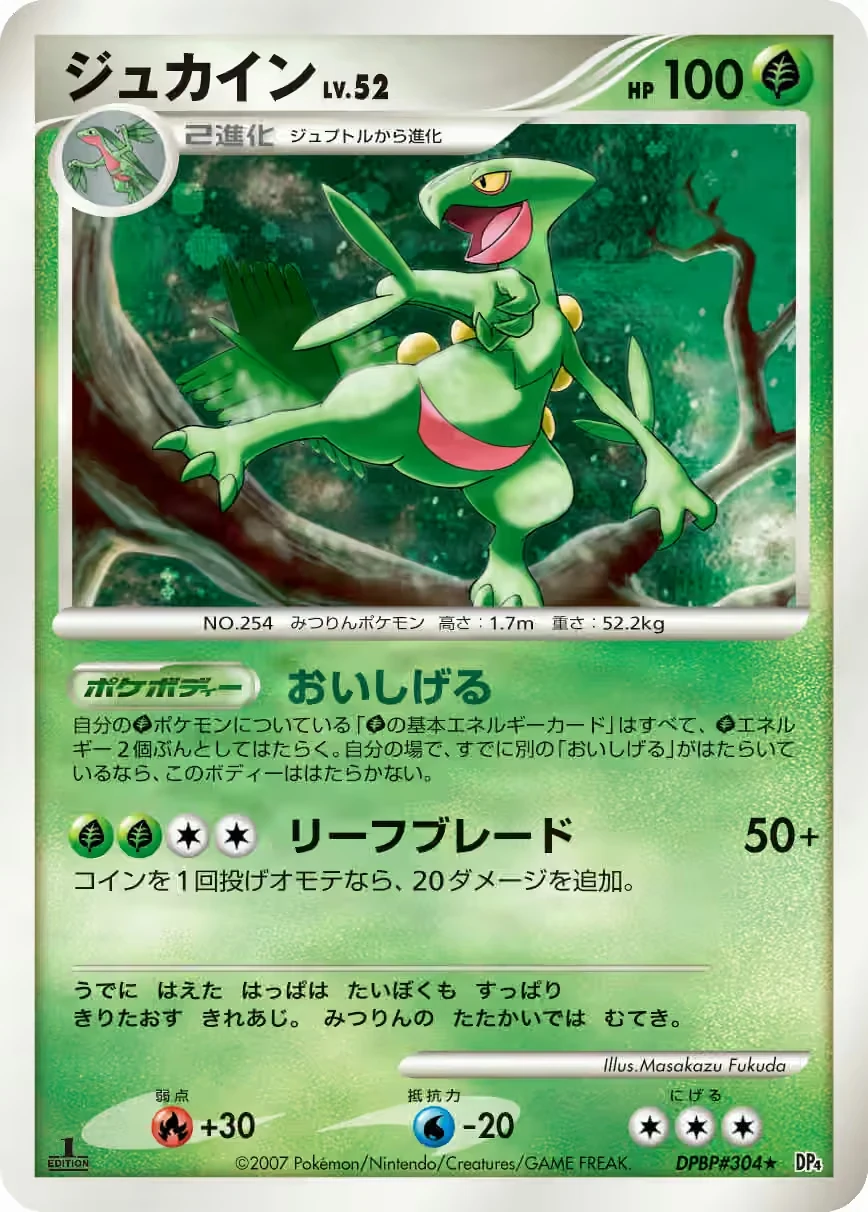 ジュカイン LV.52 HP 100
2進化 ジュプトルから進化
NO.254 みつりんポケモン 高さ:1.7m 重さ:52.2kg
ポケボディー おいしげる
自分のポケモンについている「の基本エネルギーカード」はすべて、エネル
ギー2個ぶんとしてはたらく。自分の場で、すでに別の「おいしげる」がはたらいて
いるなら、このボディーははたらかない。
リーフブレード 50+
コインを1回投げオモテなら、20ダメージを追加。
うでに はえた はっぱは たいぼくも すっぱり
きりたおす きれあじ。 みつりんの たたかいでは むてき。
Illus.Masakazu Fukuda
弱点 抵抗力 にげる
+30 -20
1 EDITION ©2007 Pokémon/Nintendo/Creatures/GAME FREAK. DPBP#304★ DP4